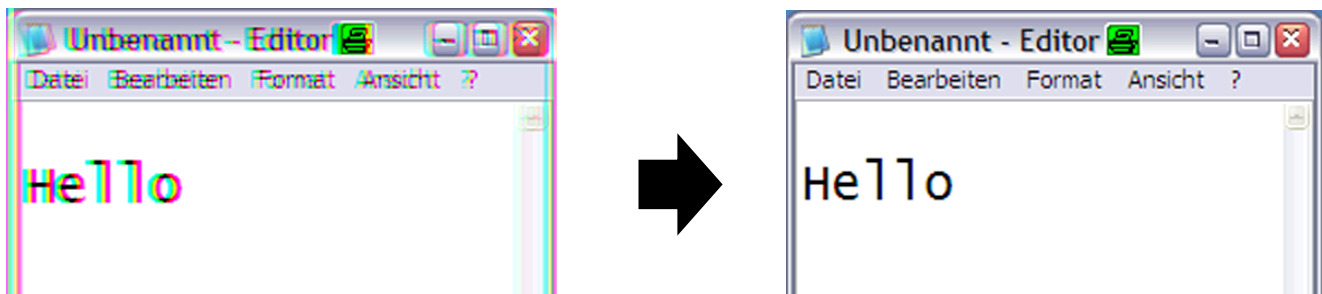 Unbenannt - Editor
Datei Bearbeiten Format Ansicht ?
Hello
Unbenannt - Editor
Datei Bearbeiten Format Ansicht ?
Hello